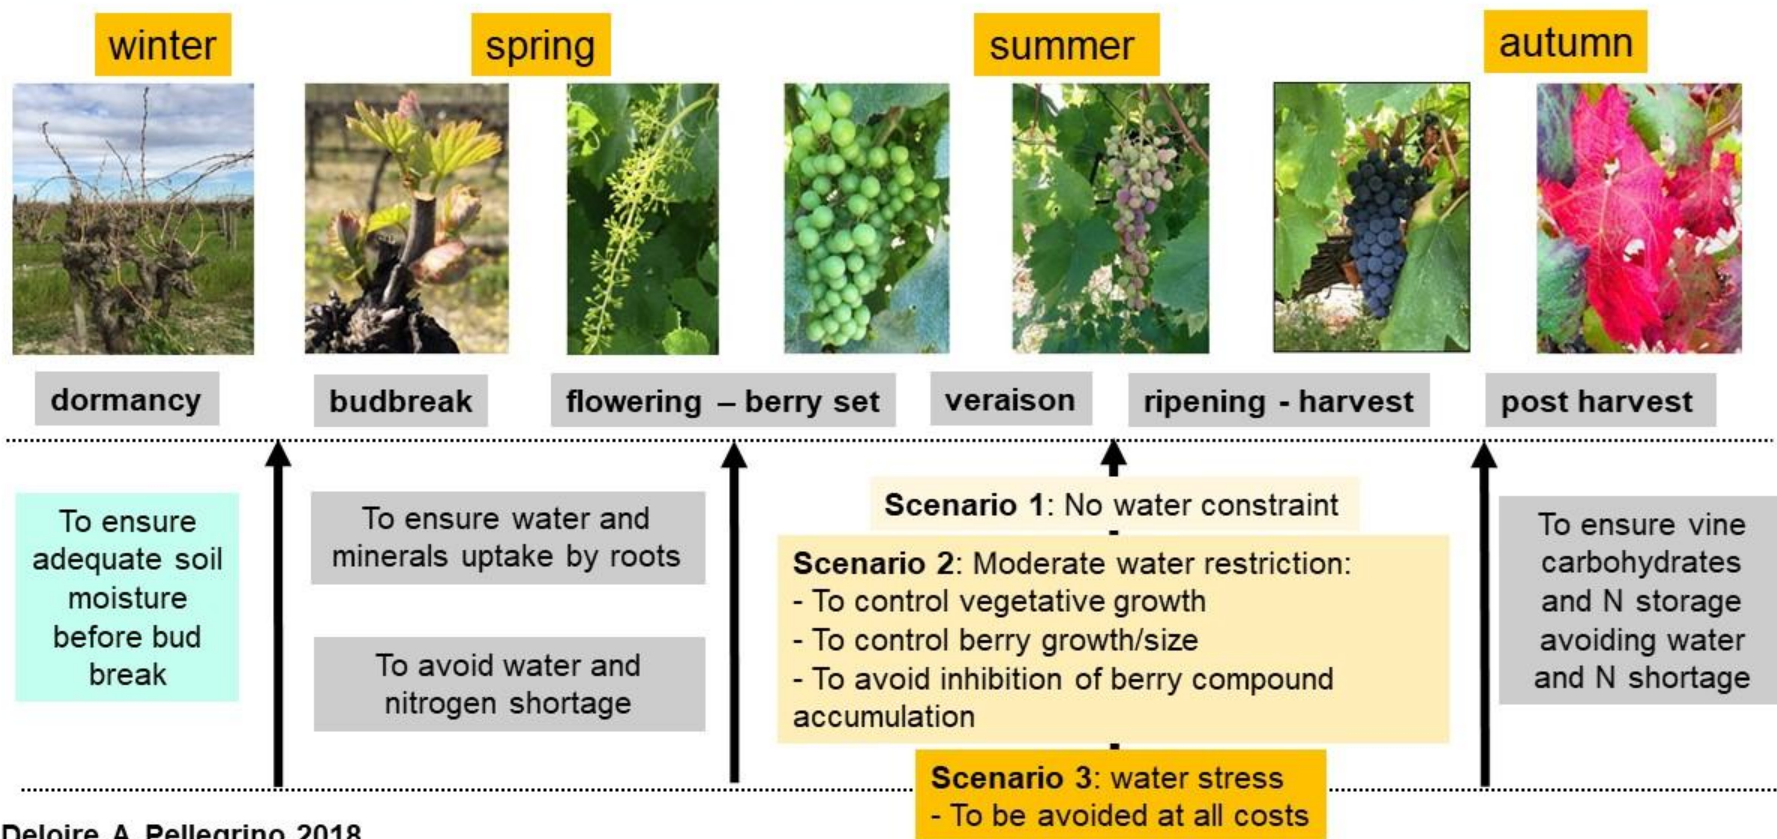 winter
spring
summer
autumn
dormancy
budbreak
flowering – berry set
veraison
ripening - harvest
post harvest
To ensure
adequate soil
moisture
before bud
break
To ensure water and
minerals uptake by roots
To avoid water and
nitrogen shortage
Scenario 1: No water constraint
Scenario 2: Moderate water restriction:
- To control vegetative growth
- To control berry growth/size
- To avoid inhibition of berry compound
accumulation
Scenario 3: water stress
- To be avoided at all costs
To ensure vine
carbohydrates
and N storage
avoiding water
and N shortage
Deloire A, Pellegrino 2018